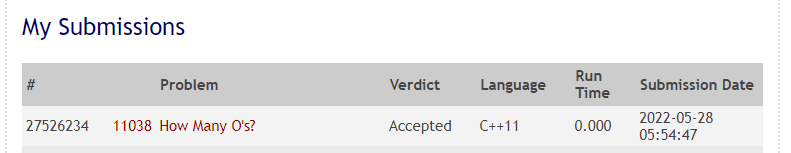 My Submissions
# Problem Verdict Language Run Time Submission Date
27526234 11038 How Many O's? Accepted C++11 0.000 2022-05-28 05:54:47